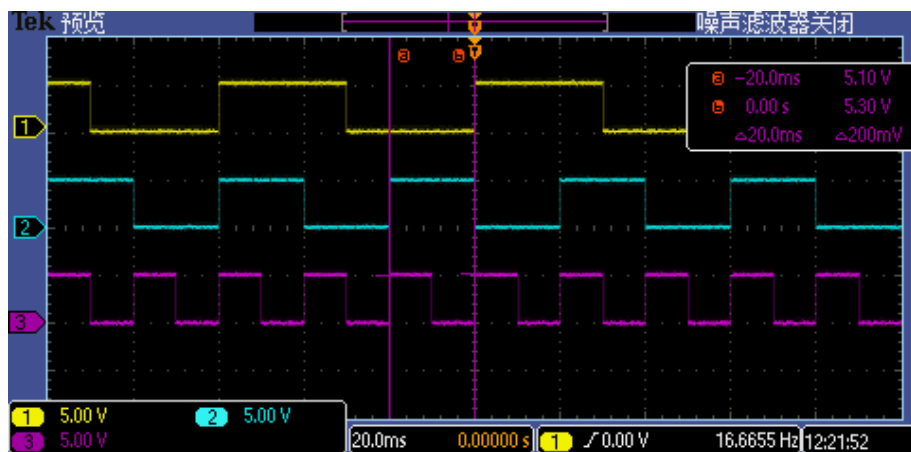 Tek 预览 噪声滤波器关闭
a b
a −20.0ms 5.10 V
b 0.00 s 5.30 V
△20.0ms △200mV
1
2
3
1 5.00 V 2 5.00 V
3 5.00 V
20.0ms 0.00000 s 1 0.00 V 16.6655 Hz 12:21:52